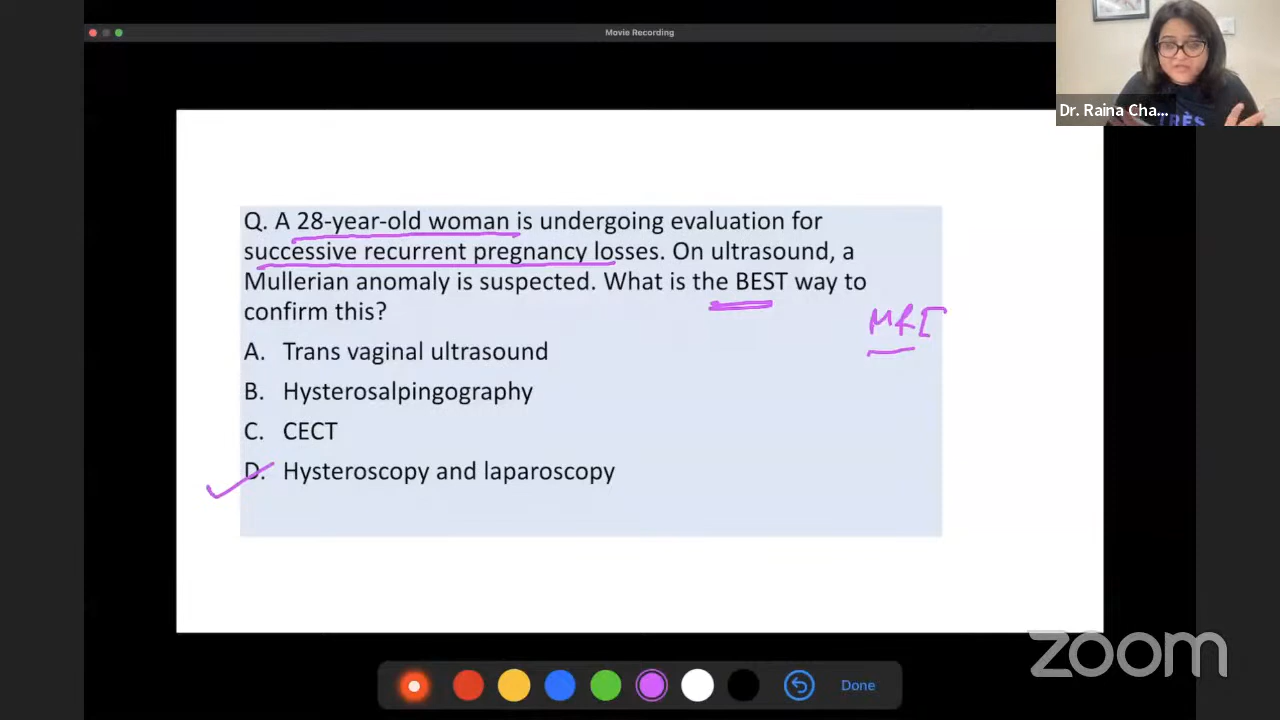 Movie Recording
Dr. Raina Cha...
TRÈS
Q. A 28-year-old woman is undergoing evaluation for
successive recurrent pregnancy losses. On ultrasound, a
Mullerian anomaly is suspected. What is the BEST way to
confirm this?
MRI
A. Trans vaginal ultrasound
B. Hysterosalpingography
C. CECT
D. Hysteroscopy and laparoscopy
zoom
Done